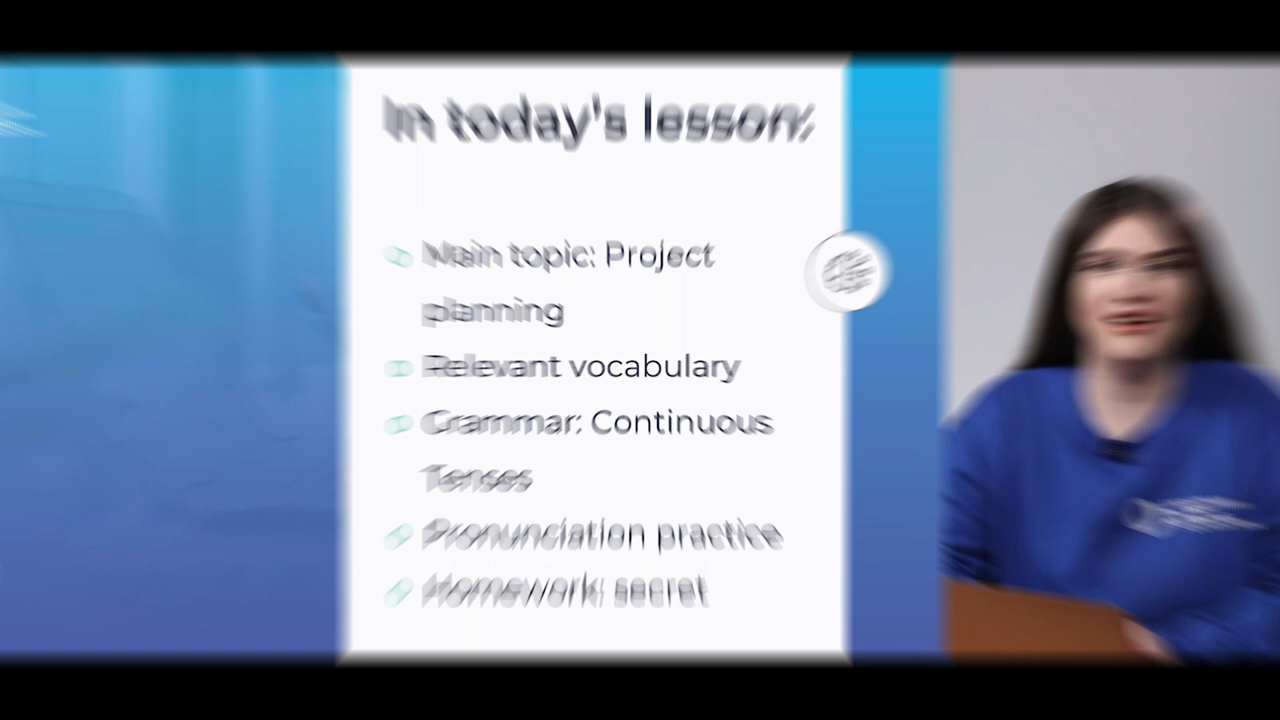 In today's lesson:
Main topic: Project
planning
Relevant vocabulary
Grammar: Continuous
Tenses
Pronunciation practice
Homework: secret